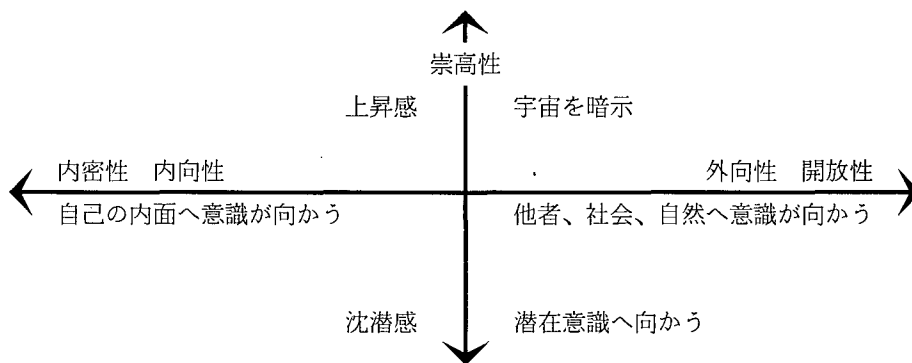 崇高性
上昇感 宇宙を暗示
内密性 内向性 外向性 開放性
自己の内面へ意識が向かう 他者、社会、自然へ意識が向かう
沈潜感 潜在意識へ向かう